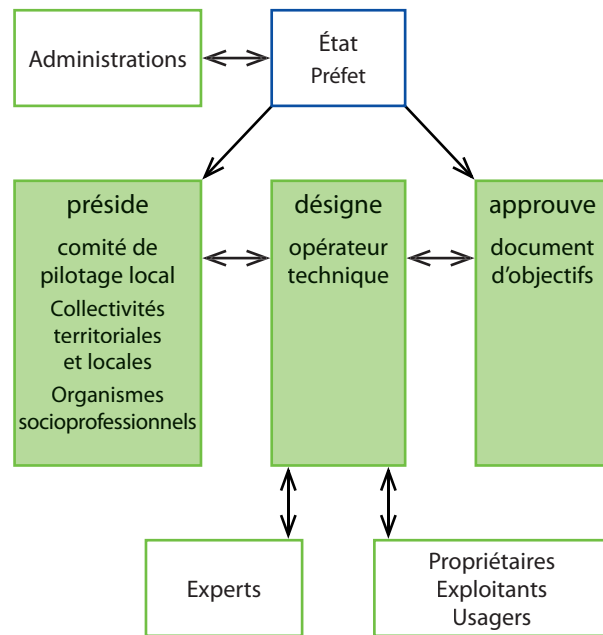 Administrations
État
Préfet
préside
comité de
pilotage local
Collectivités
territoriales
et locales
Organismes
socioprofessionnels
désigne
opérateur
technique
approuve
document
d'objectifs
Experts
Propriétaires
Exploitants
Usagers